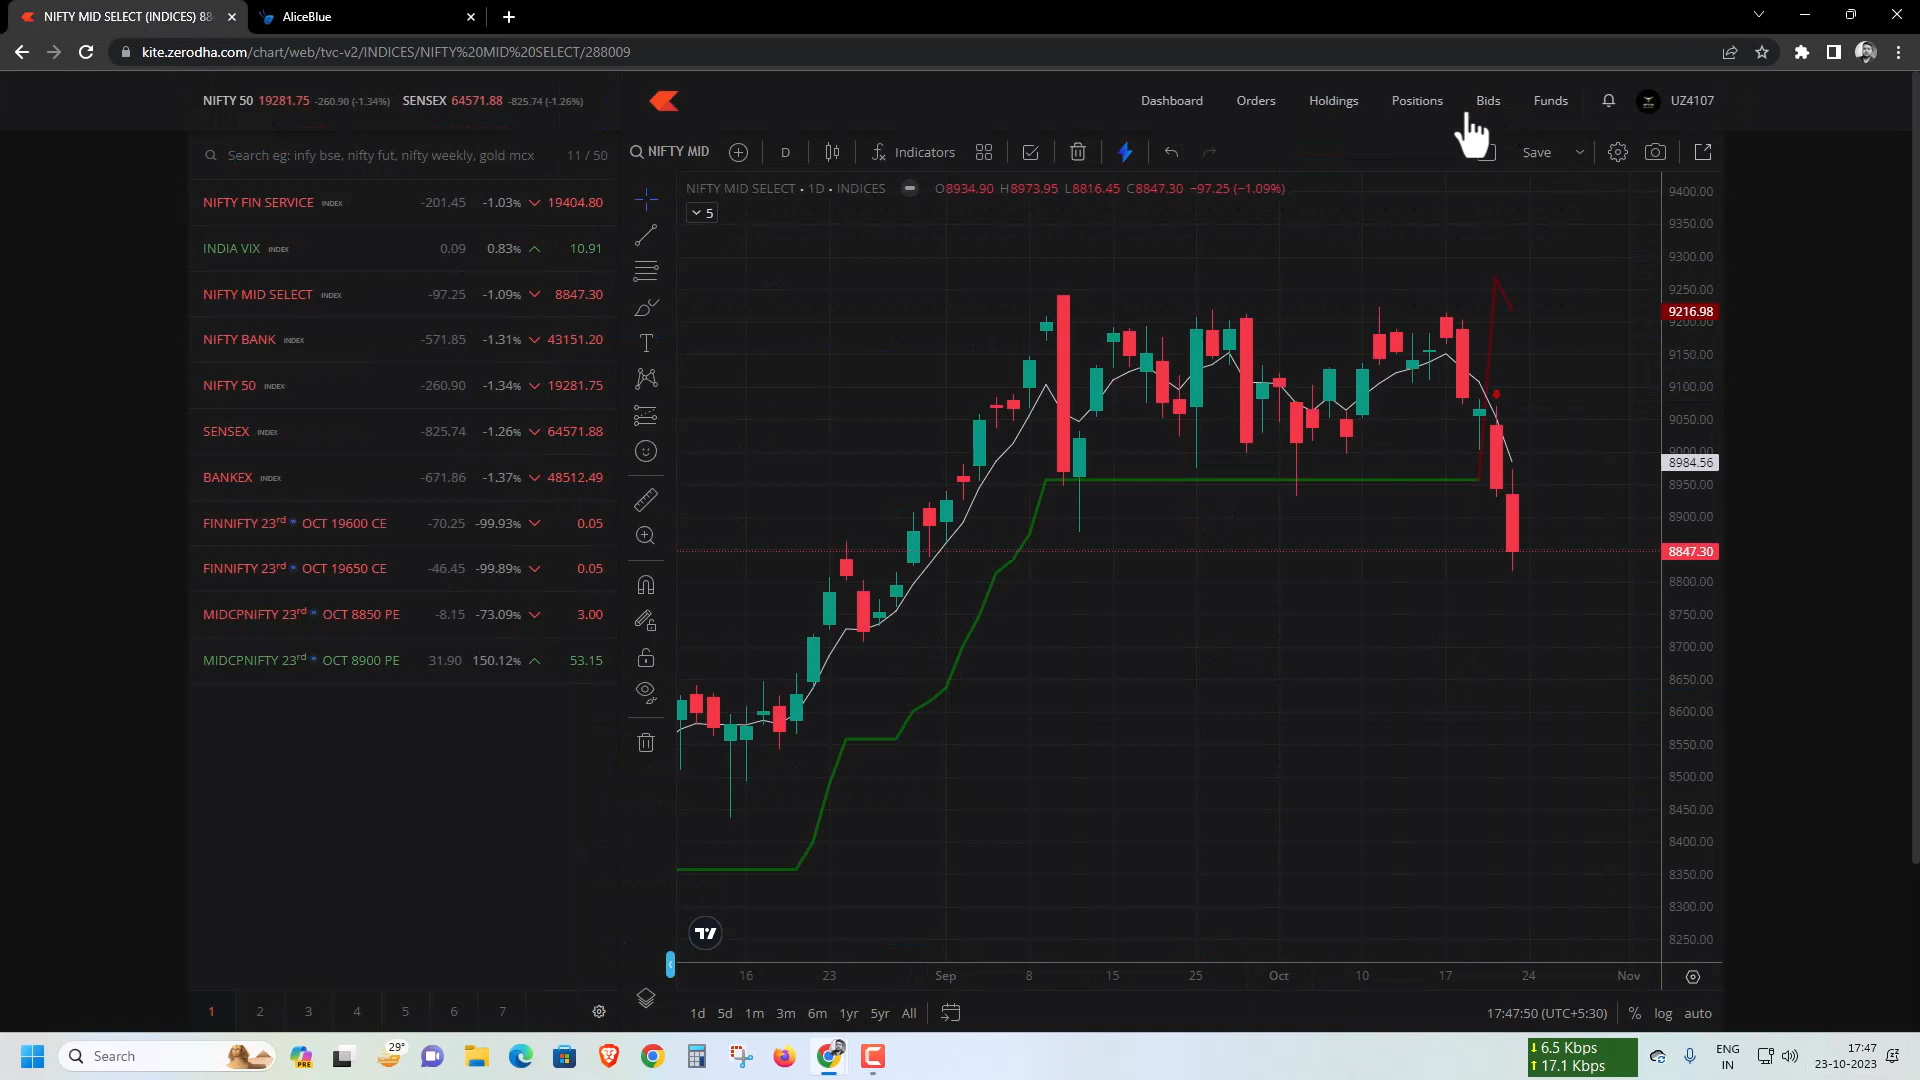 NIFTY MID SELECT (INDICES) 88
AliceBlue
kite.zerodha.com/chart/web/tvc-v2/INDICES/NIFTY%20MID%20SELECT/288009
NIFTY 50 19281.75 -260.90 (-1.34%) SENSEX 64571.88 -825.74 (-1.26%)
Dashboard Orders Holdings Positions Bids Funds UZ4107
Search eg: infy bse, nifty fut, nifty weekly, gold mcx 11 / 50
NIFTY MID D Indicators Save
NIFTY MID SELECT · 1D · INDICES O8934.90 H8973.95 L8816.45 C8847.30 −97.25 (−1.09%)
5
NIFTY FIN SERVICE INDEX -201.45 -1.03% 19404.80
INDIA VIX INDEX 0.09 0.83% 10.91
NIFTY MID SELECT INDEX -97.25 -1.09% 8847.30
NIFTY BANK INDEX -571.85 -1.31% 43151.20
NIFTY 50 INDEX -260.90 -1.34% 19281.75
SENSEX INDEX -825.74 -1.26% 64571.88
BANKEX INDEX -671.86 -1.37% 48512.49
FINNIFTY 23rd w OCT 19600 CE -70.25 -99.93% 0.05
FINNIFTY 23rd w OCT 19650 CE -46.45 -99.89% 0.05
MIDCPNIFTY 23rd w OCT 8850 PE -8.15 -73.09% 3.00
MIDCPNIFTY 23rd w OCT 8900 PE 31.90 150.12% 53.15
9400.00
9350.00
9300.00
9250.00
9216.98
9200.00
9150.00
9100.00
9050.00
9000.00
8984.56
8950.00
8900.00
8847.30
8800.00
8750.00
8700.00
8650.00
8600.00
8550.00
8500.00
8450.00
8400.00
8350.00
8300.00
8250.00
16 23 Sep 8 15 25 Oct 10 17 24 Nov
1 2 3 4 5 6 7
1d 5d 1m 3m 6m 1yr 5yr All
17:47:50 (UTC+5:30) % log auto
Search
PRE
29°
6.5 Kbps
17.1 Kbps
ENG
IN
17:47
23-10-2023